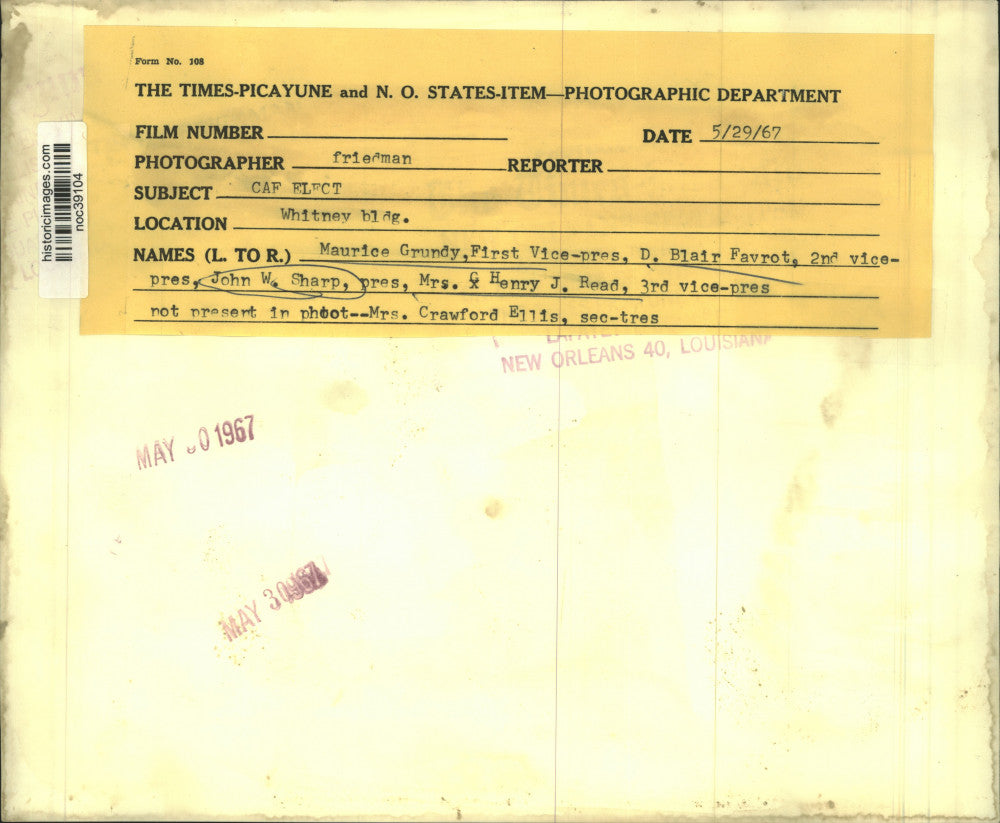 Form No. 108
THE TIMES-PICAYUNE and N. O. STATES-ITEM—PHOTOGRAPHIC DEPARTMENT
FILM NUMBER
DATE 5/29/67
PHOTOGRAPHER friedman REPORTER
SUBJECT CAF ELECT
LOCATION Whitney bldg.
NAMES (L. TO R.) Maurice Grundy,First Vice-pres, D. Blair Favrot, 2nd vice-
pres, John W. Sharp, pres, Mrs. G Henry J. Read, 3rd vice-pres
not present in phtot--Mrs. Crawford Ellis, sec-tres
historicimages.com
noc39104
NEW ORLEANS 40, LOUISIANA
MAY 30 1967
MAY 30 1967